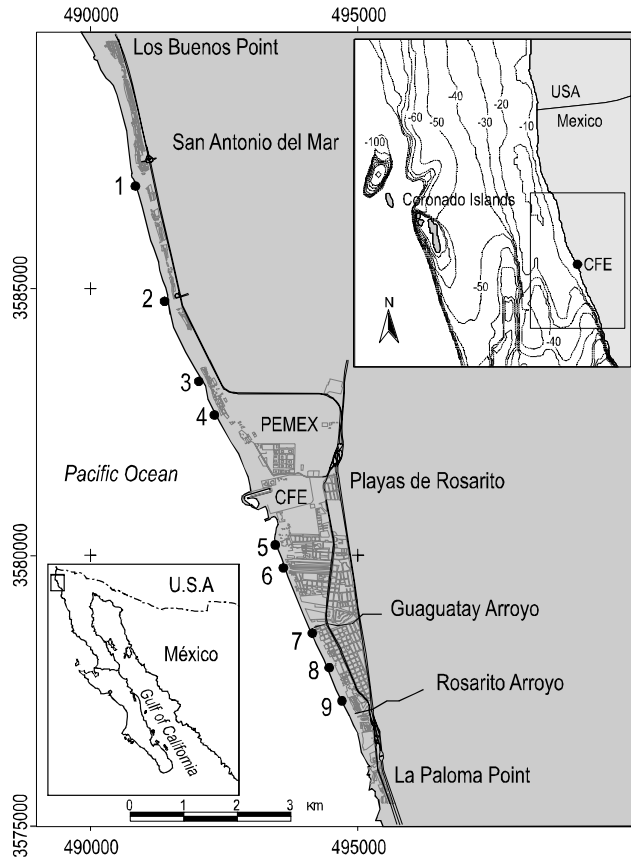 490000
495000
Los Buenos Point
San Antonio del Mar
1
3585000
2
3
4
PEMEX
Pacific Ocean
CFE
Playas de Rosarito
3580000
5
6
Guaguatay Arroyo
7
8
Rosarito Arroyo
9
La Paloma Point
3575000
490000
495000
0 1 2 3 KM
USA
Mexico
-100
-60
-50
-40
-30
-20
-10
Coronado Islands
CFE
-50
-40
N
U.S.A
México
Gulf of California